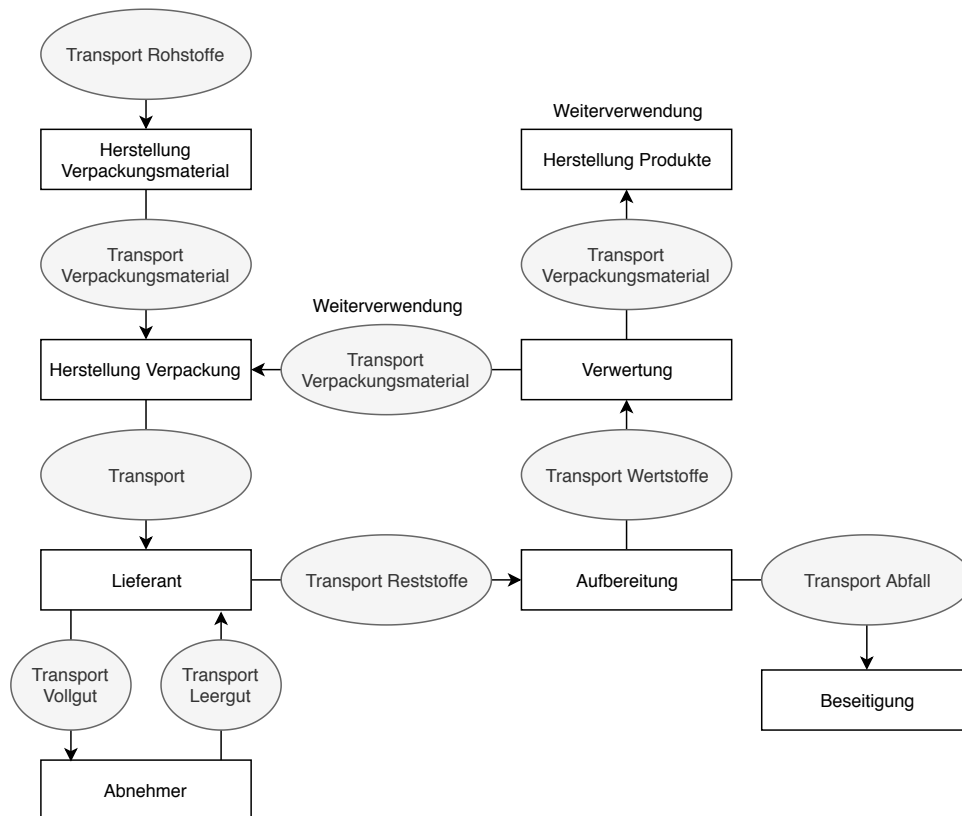 Transport Rohstoffe
Weiterverwendung
Herstellung
Verpackungsmaterial
Herstellung Produkte
Transport
Verpackungsmaterial
Transport
Verpackungsmaterial
Weiterverwendung
Herstellung Verpackung
Transport
Verpackungsmaterial
Verwertung
Transport
Transport Wertstoffe
Lieferant
Transport Reststoffe
Aufbereitung
Transport Abfall
Transport
Vollgut
Transport
Leergut
Beseitigung
Abnehmer